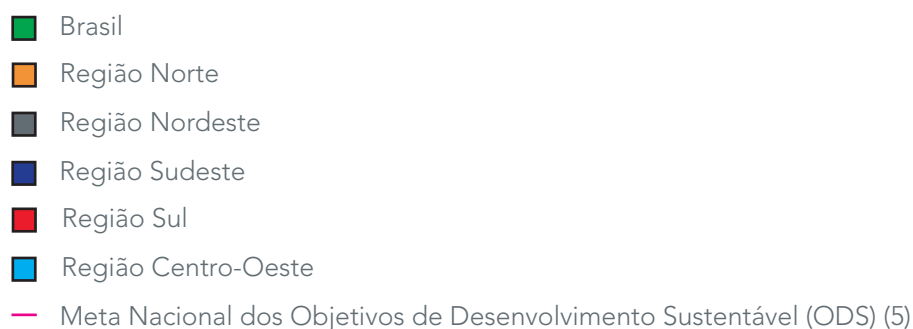 Brasil
Região Norte
Região Nordeste
Região Sudeste
Região Sul
Região Centro-Oeste
Meta Nacional dos Objetivos de Desenvolvimento Sustentável (ODS) (5)